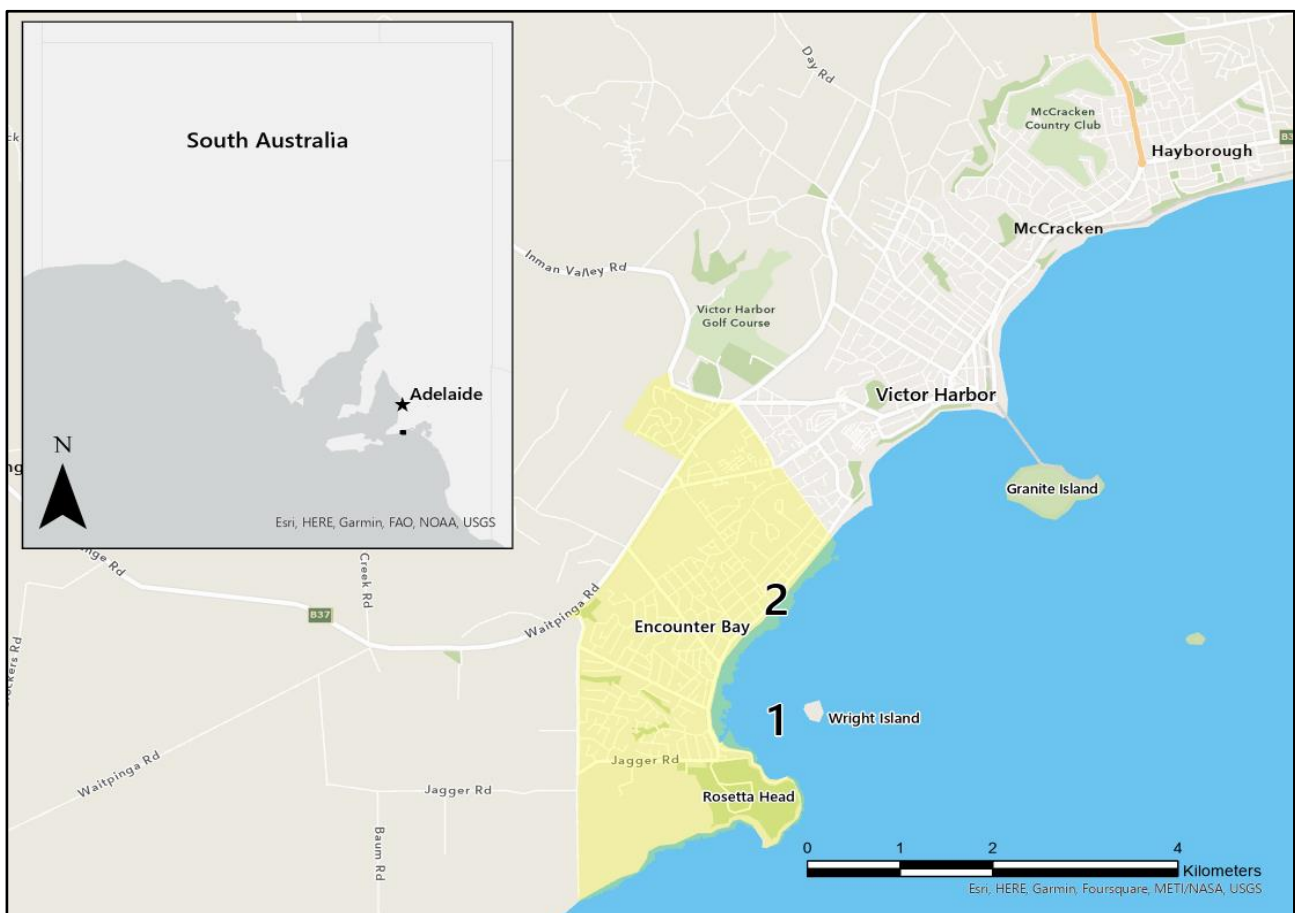 South Australia
Adelaide
N
Esri, HERE, Garmin, FAO, NOAA, USGS
Day Rd
McCracken
Country Club
Hayborough
McCracken
Inman Valley Rd
Victor Harbor
Golf Course
Victor Harbor
Granite Island
Creek Rd
B37
Waitpinga Rd
2
Encounter Bay
1
Wright Island
Waitpinga Rd
Jagger Rd
Jagger Rd
Rosetta Head
Baum Rd
0
1
2
4
Kilometers
Esri, HERE, Garmin, Foursquare, METI/NASA, USGS